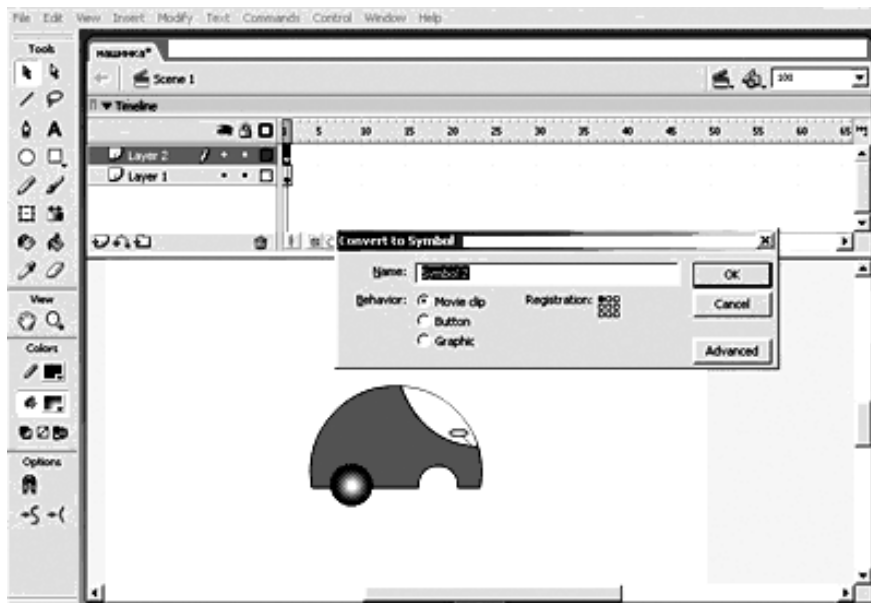 File Edit View Insert Modify Text Commands Control Window Help
Tools
машинка*
Scene 1
100
Timeline
1 5 10 15 20 25 30 35 40 45 50 55 60 65
Layer 2
Layer 1
Convert to Symbol
Name: Symbol 2
OK
Behavior: Movie clip
Registration:
Cancel
Button
Graphic
Advanced
View
Colors
Options